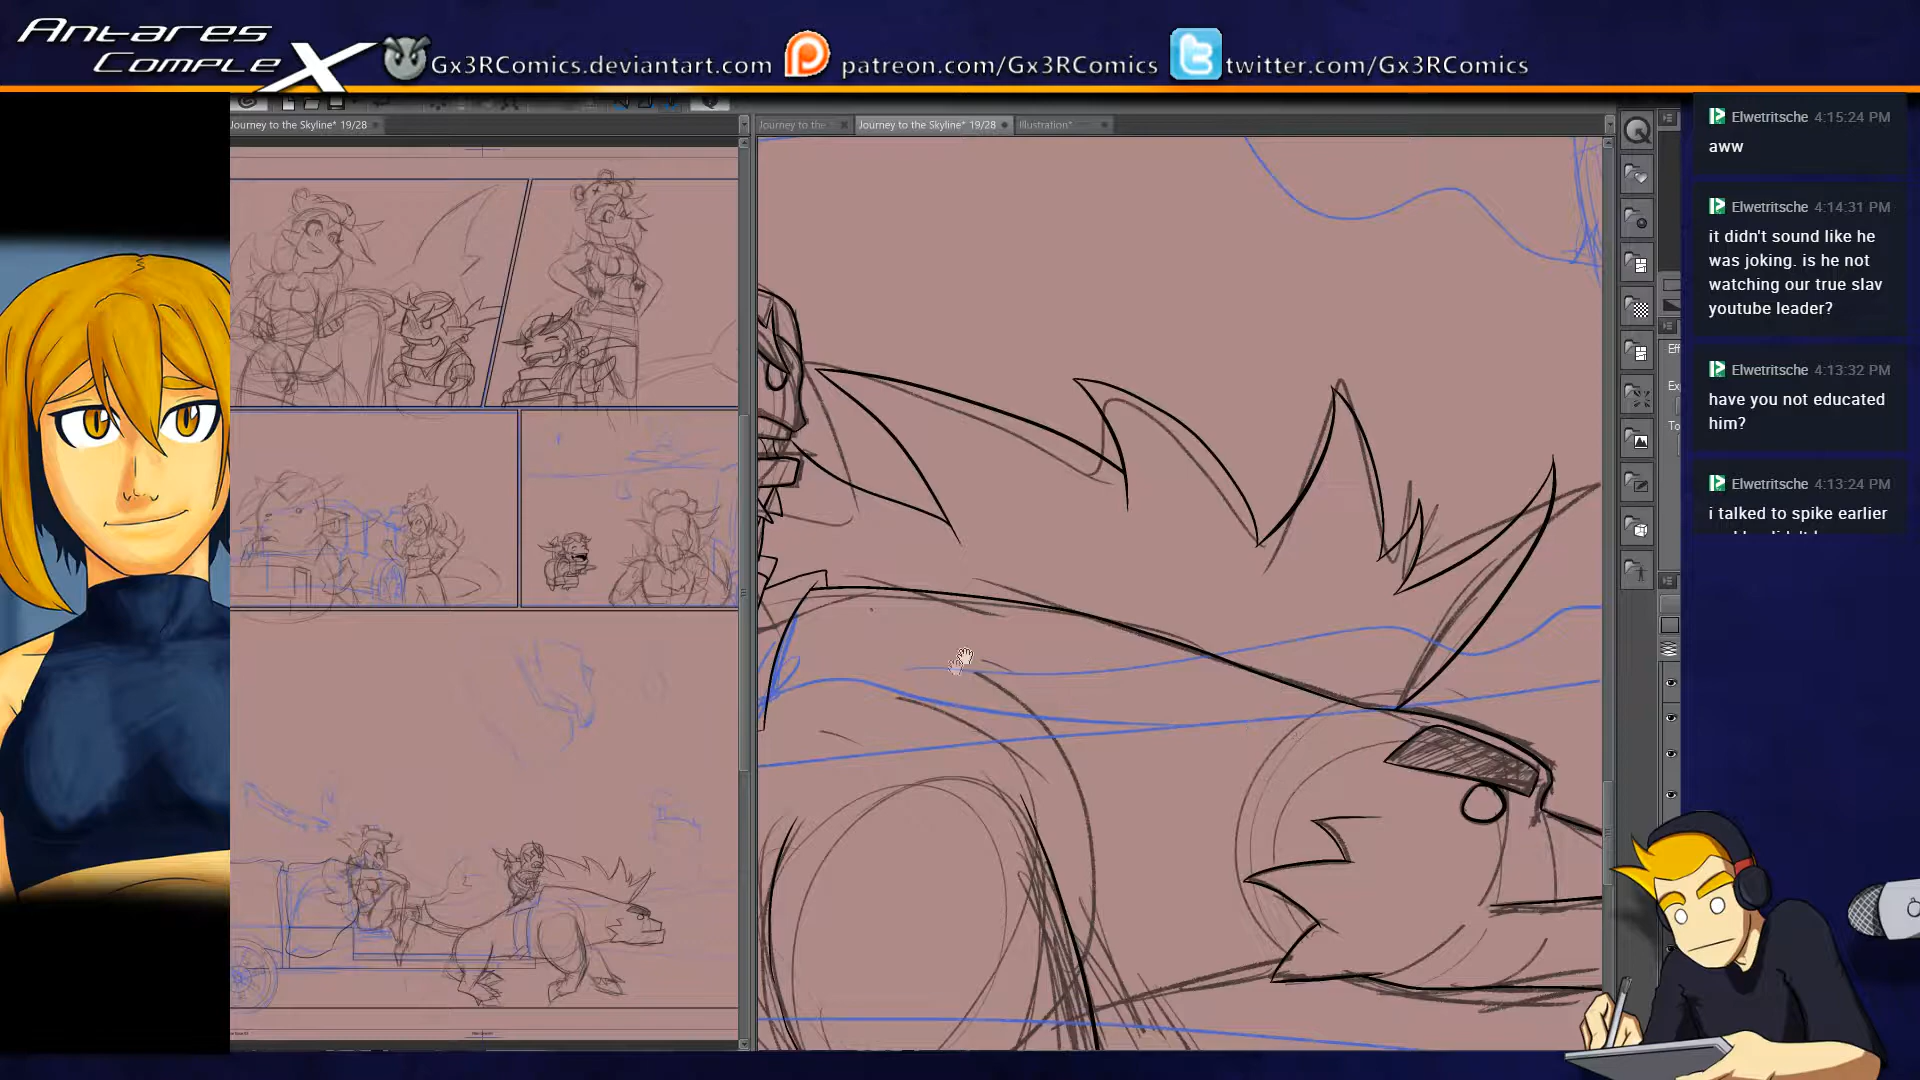 Antares
Complex
Gx3RComics.deviantart.com
patreon.com/Gx3RComics
twitter.com/Gx3RComics
Journey to the Skyline* 19/28
Journey to the
Journey to the Skyline* 19/28
Illustration*
Elwetritsche 4:15:24 PM
aww
Elwetritsche 4:14:31 PM
it didn't sound like he
was joking. is he not
watching our true slav
youtube leader?
Elwetritsche 4:13:32 PM
have you not educated
him?
Elwetritsche 4:13:24 PM
i talked to spike earlier
Eff
Ex
To